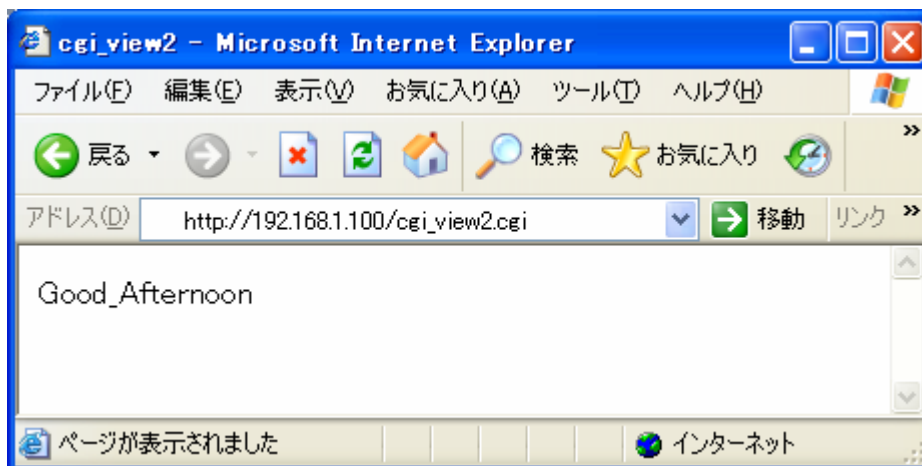 cgi_view2 - Microsoft Internet Explorer
ファイル(F) 編集(E) 表示(V) お気に入り(A) ツール(T) ヘルプ(H)
戻る 検索 お気に入り »
アドレス(D) http://192.168.1.100/cgi_view2.cgi 移動 リンク »
Good_Afternoon
ページが表示されました インターネット